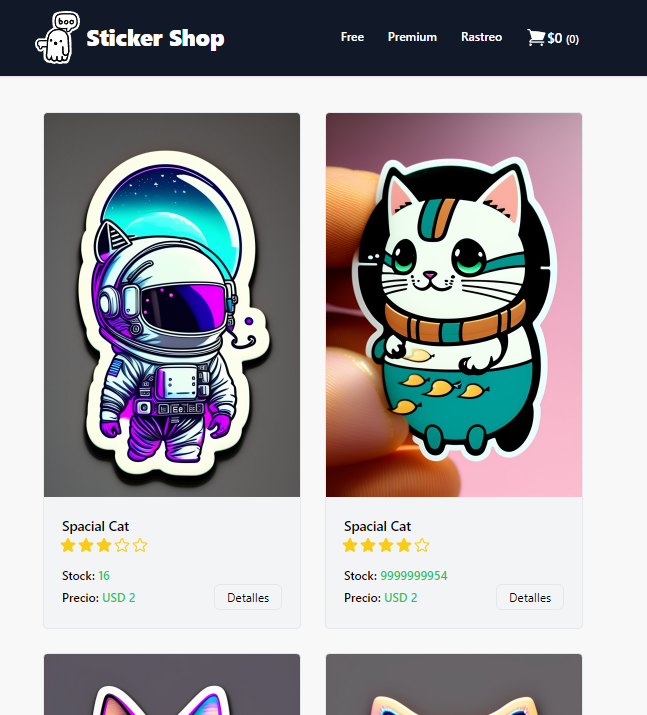 boo
Sticker Shop
Free
Premium
Rastreo
$0 (0)
Ee.
Spacial Cat
Stock: 16
Precio: USD 2
Detalles
Spacial Cat
Stock: 9999999954
Precio: USD 2
Detalles